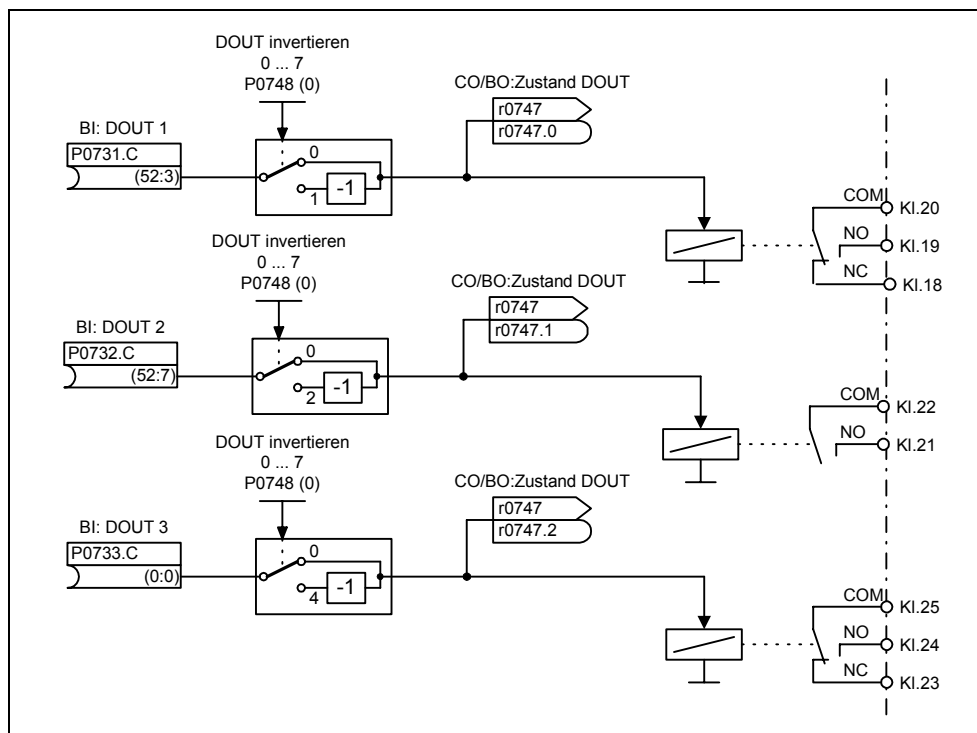 DOUT invertieren
0 ... 7
P0748 (0)
CO/BO:Zustand DOUT
r0747
r0747.0
BI: DOUT 1
P0731.C
(52:3)
0
1
-1
COM
Kl.20
NO
Kl.19
NC
Kl.18
DOUT invertieren
0 ... 7
P0748 (0)
CO/BO:Zustand DOUT
r0747
r0747.1
BI: DOUT 2
P0732.C
(52:7)
0
2
-1
COM
Kl.22
NO
Kl.21
DOUT invertieren
0 ... 7
P0748 (0)
CO/BO:Zustand DOUT
r0747
r0747.2
BI: DOUT 3
P0733.C
(0:0)
0
4
-1
COM
Kl.25
NO
Kl.24
NC
Kl.23